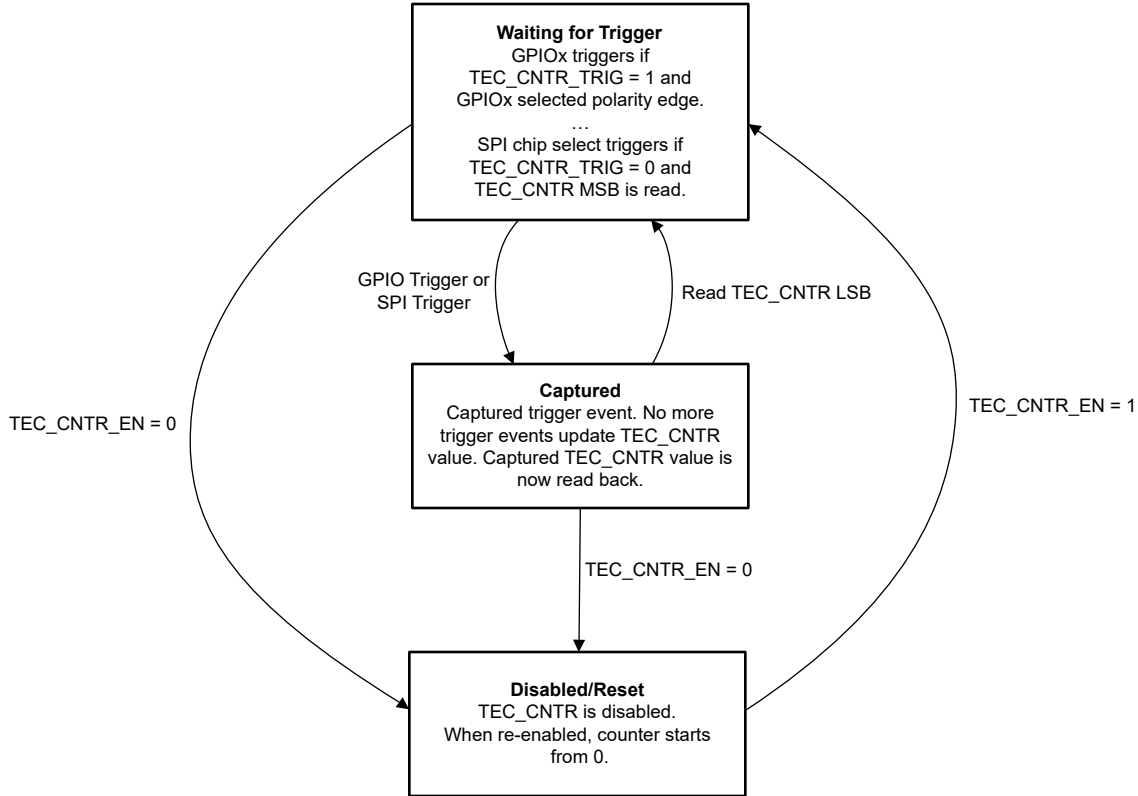 Waiting for Trigger
GPIOx triggers if
TEC_CNTR_TRIG = 1 and
GPIOx selected polarity edge.
…
SPI chip select triggers if
TEC_CNTR_TRIG = 0 and
TEC_CNTR MSB is read.
GPIO Trigger or
SPI Trigger
Read TEC_CNTR LSB
Captured
Captured trigger event. No more
trigger events update TEC_CNTR
value. Captured TEC_CNTR value is
now read back.
TEC_CNTR_EN = 0
TEC_CNTR_EN = 1
TEC_CNTR_EN = 0
Disabled/Reset
TEC_CNTR is disabled.
When re-enabled, counter starts
from 0.